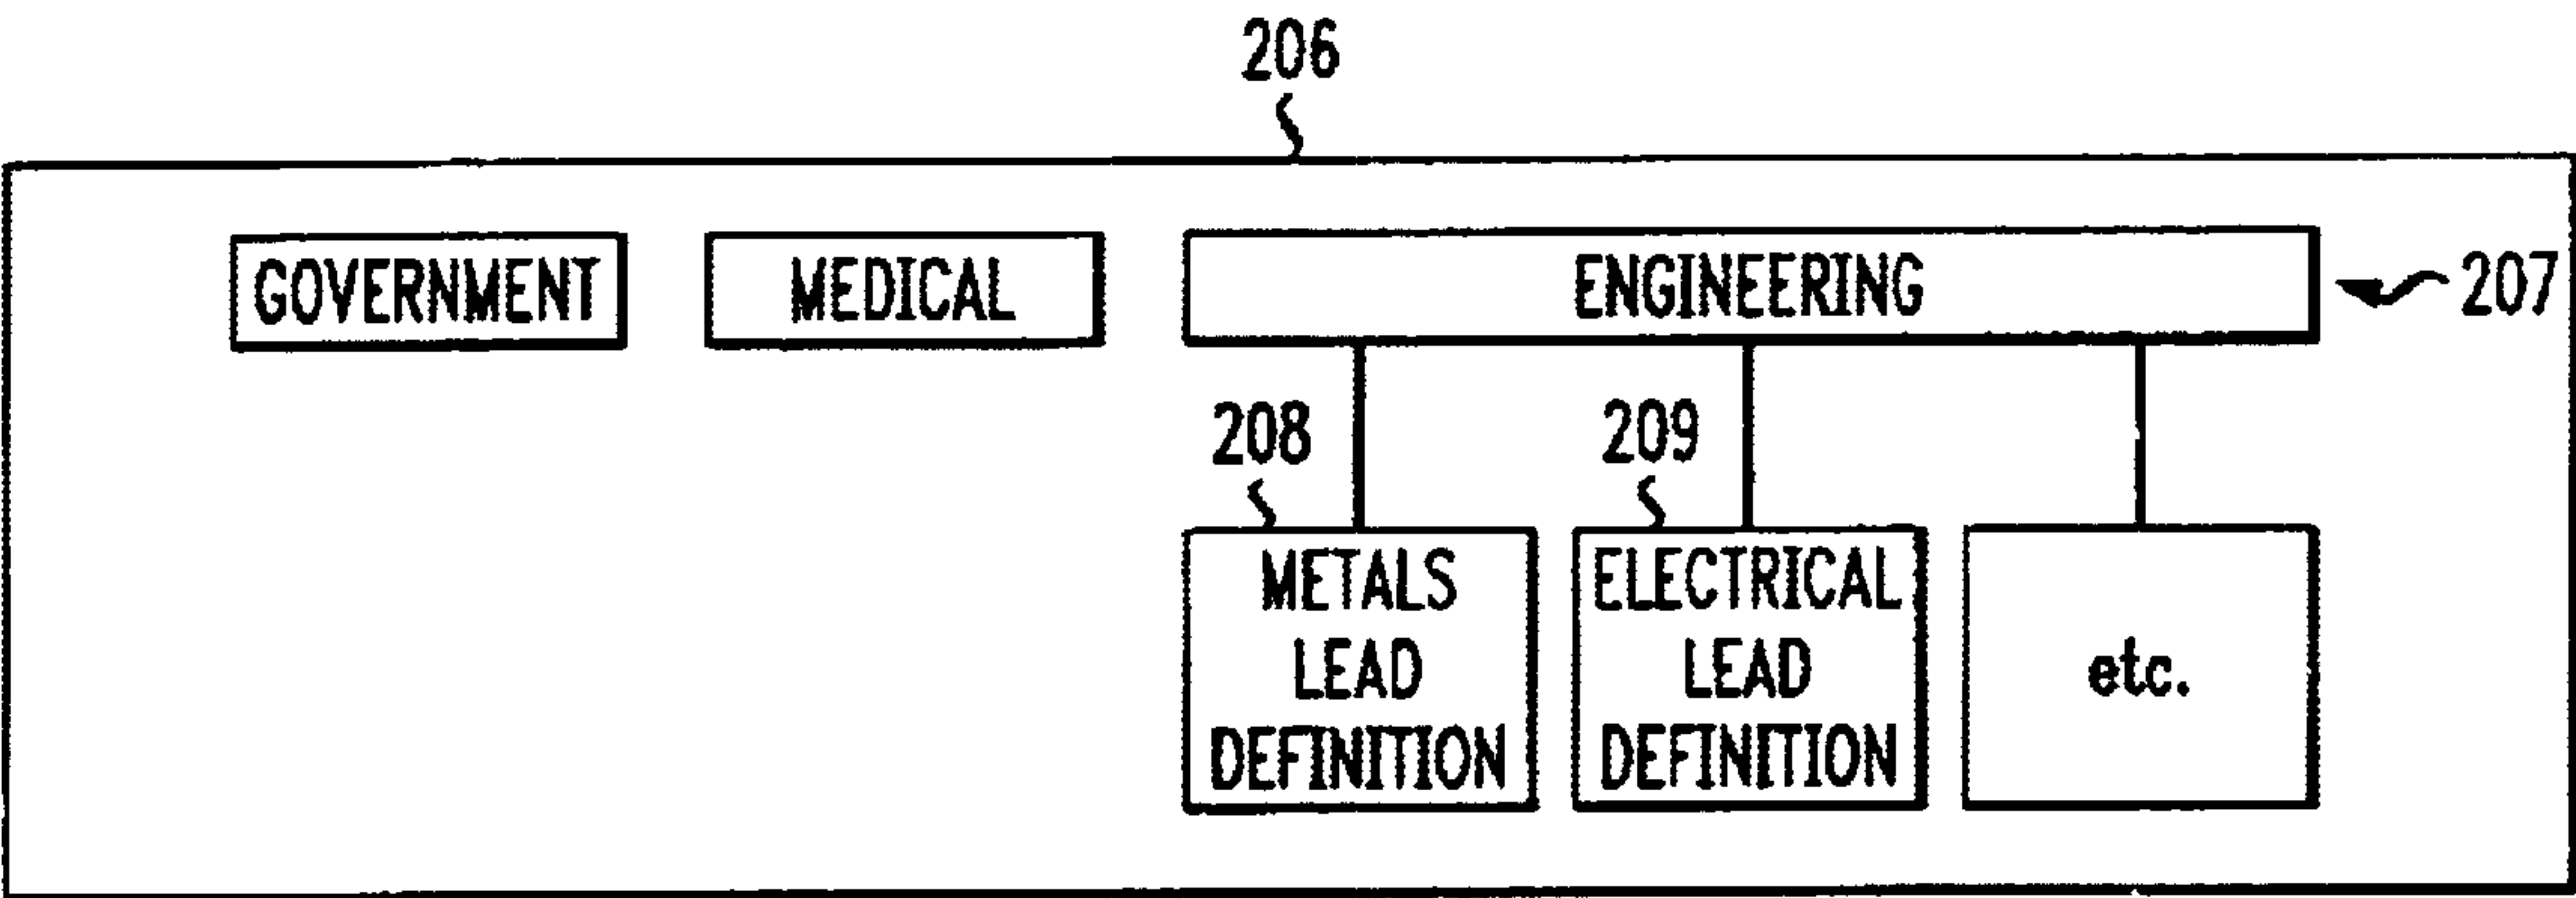 206
GOVERNMENT MEDICAL ENGINEERING 207
208 209
METALS ELECTRICAL
LEAD LEAD etc.
DEFINITION DEFINITION